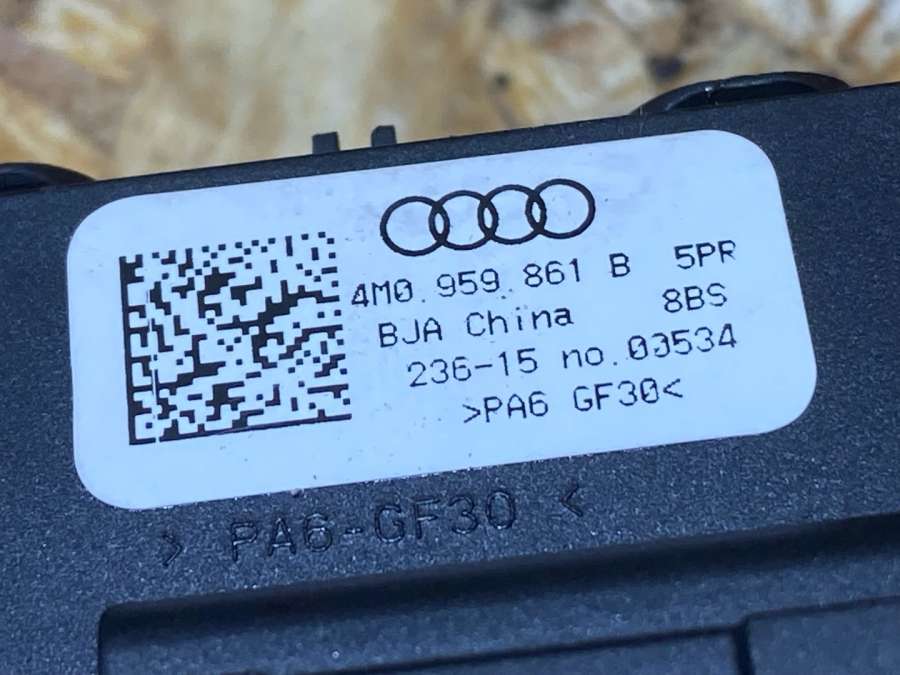 4M0.959.861 B 5PR
BJA China 8BS
236-15 no.03534
>PA6 GF30<
> PA6-GF30 <